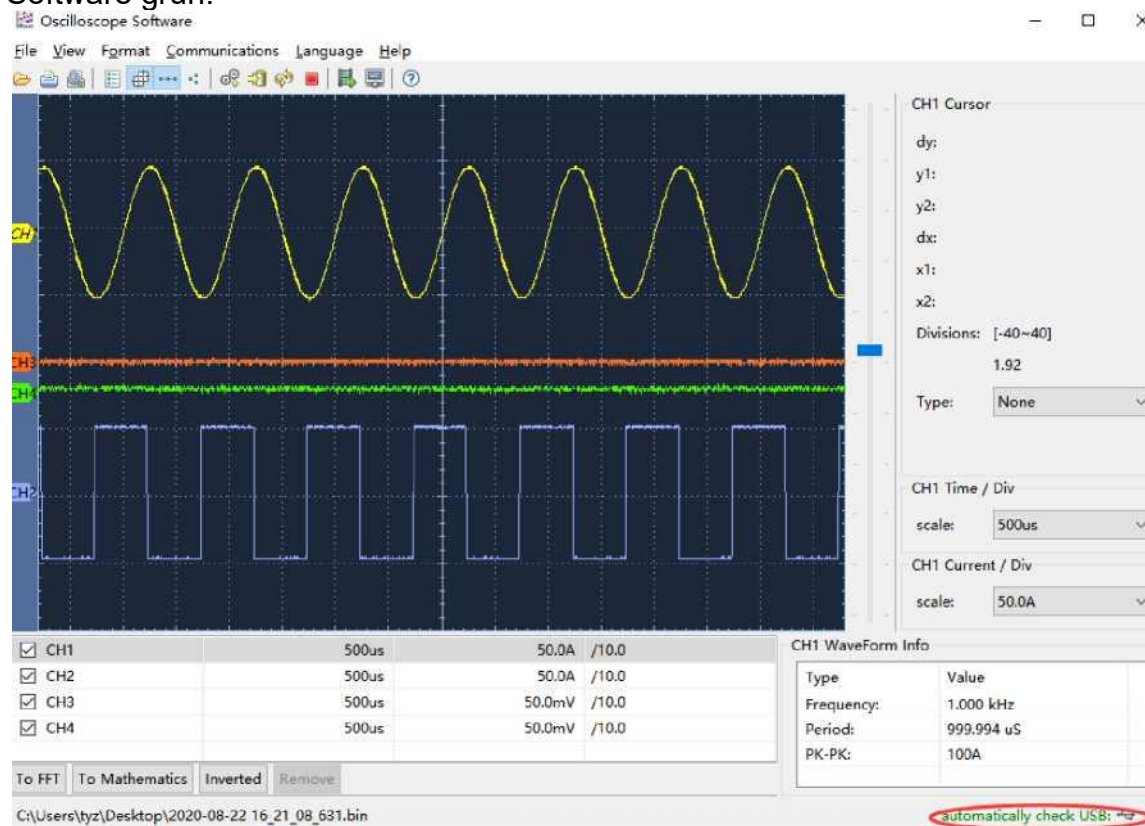 Software grün.
Oscilloscope Software
File View Format Communications Language Help
CH1 Cursor
dy:
y1:
y2:
dx:
x1:
x2:
Divisions: [-40~40]
1.92
Type: None
CH1 Time / Div
scale: 500us
CH1 Current / Div
scale: 50.0A
CH
CH3
CH4
CH2
CH1 500us 50.0A /10.0
CH2 500us 50.0A /10.0
CH3 500us 50.0mV /10.0
CH4 500us 50.0mV /10.0
CH1 WaveForm Info
Type Value
Frequency: 1.000 kHz
Period: 999.994 uS
PK-PK: 100A
To FFT To Mathematics Inverted Remove
C:\Users\tyz\Desktop\2020-08-22 16_21_08_631.bin
automatically check USB: